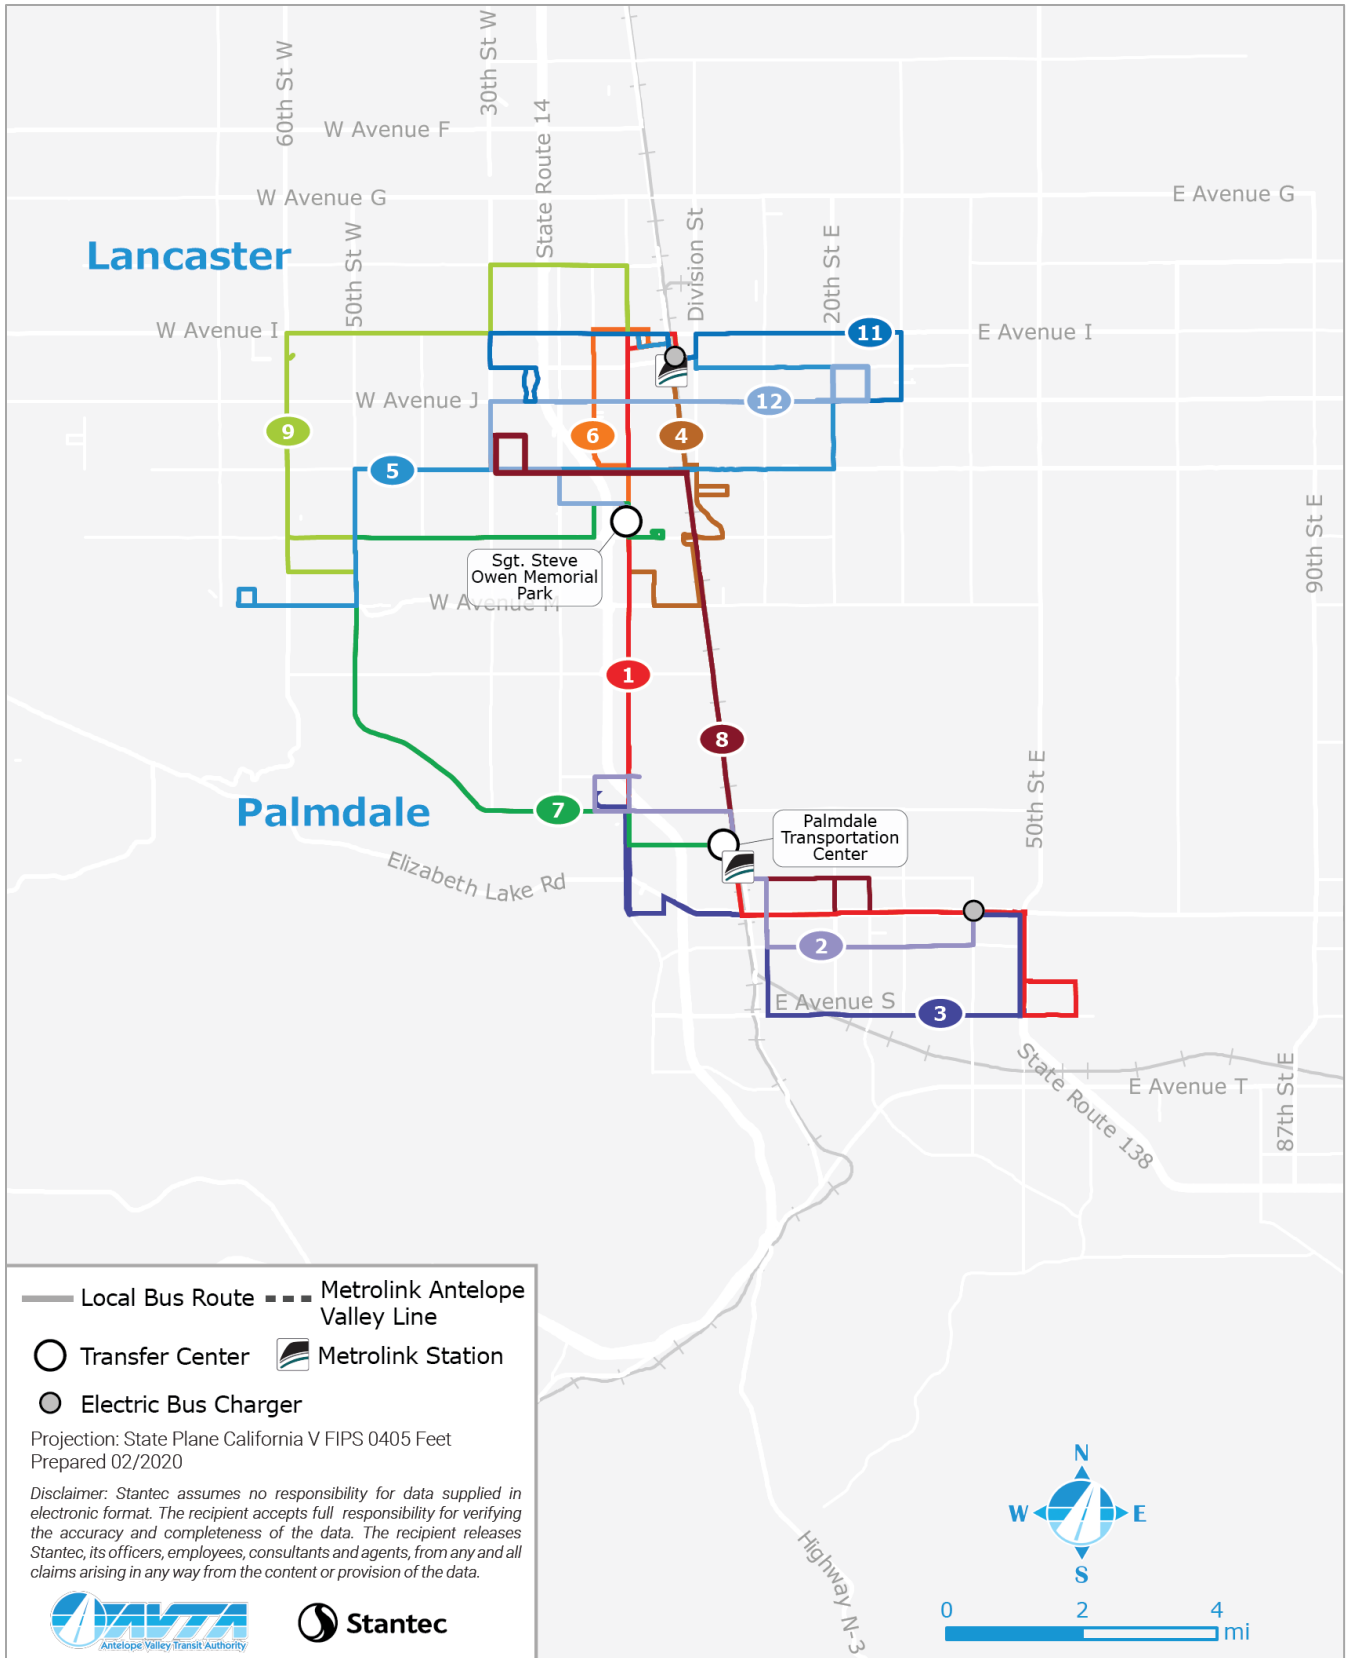 60th St W
30th St W
State Route 14
W Avenue F
W Avenue G
E Avenue G
Lancaster
50th St W
Division St
20th St E
W Avenue I
E Avenue I
11
W Avenue J
12
9
6
4
5
90th St E
Sgt. Steve
Owen Memorial
Park
W Avenue M
1
8
50th St E
Palmdale
7
Palmdale
Transportation
Center
Elizabeth Lake Rd
2
E Avenue S
3
State Route 138
E Avenue T
87th St E
Local Bus Route
Metrolink Antelope
Valley Line
Transfer Center
Metrolink Station
Electric Bus Charger
Projection: State Plane California V FIPS 0405 Feet
Prepared 02/2020
Disclaimer: Stantec assumes no responsibility for data supplied in
electronic format. The recipient accepts full responsibility for verifying
the accuracy and completeness of the data. The recipient releases
Stantec, its officers, employees, consultants and agents, from any and all
claims arising in any way from the content or provision of the data.
AVTA
Antelope Valley Transit Authority
Stantec
Highway N-3
N
W
E
S
0 2 4
mi